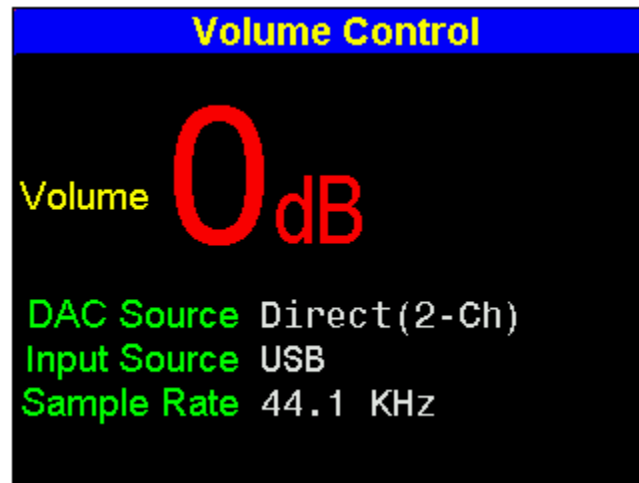 Volume Control
Volume 0dB
DAC Source Direct(2-Ch)
Input Source USB
Sample Rate 44.1 KHz